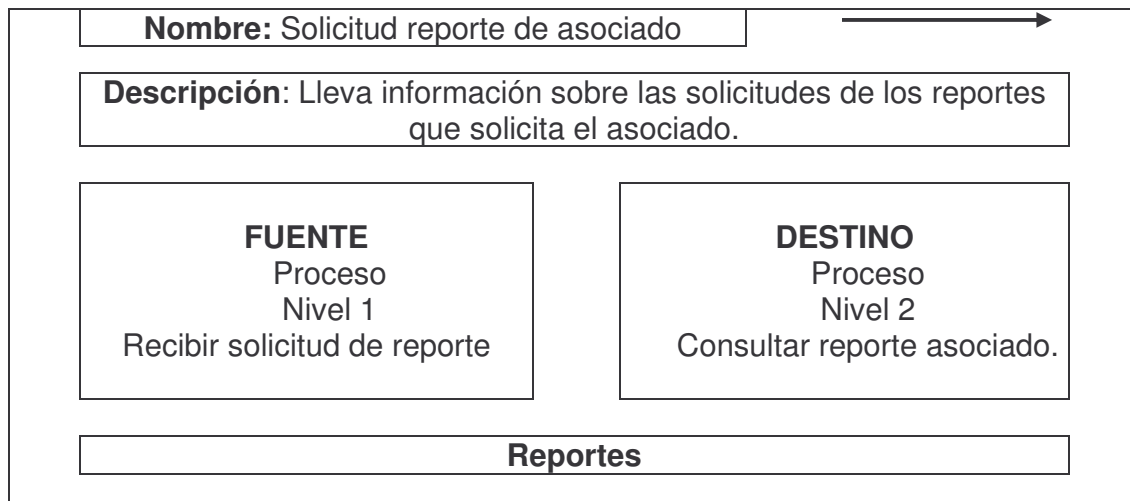 Nombre: Solicitud reporte de asociado
Descripción: Lleva información sobre las solicitudes de los reportes
que solicita el asociado.
FUENTE
Proceso
Nivel 1
Recibir solicitud de reporte
DESTINO
Proceso
Nivel 2
Consultar reporte asociado.
Reportes